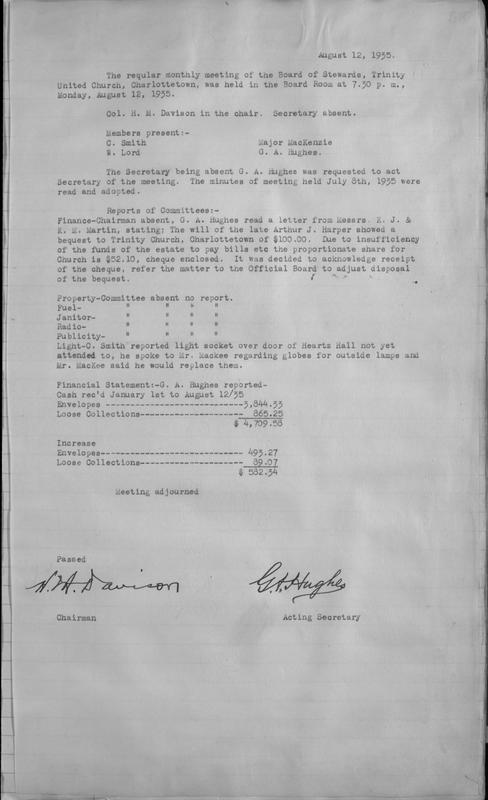 August 12, 1935.
The regular monthly meeting of the Board of Stewards, Trinity
United Church, Charlottetown, was held in the Board Room at 7.30 p. m.,
Monday, August 12, 1935.
Col. H. M. Davison in the chair. Secretary absent.
Members present:-
C. Smith Major MacKenzie
W. Lord G. A. Hughes.
The Secretary being absent G. A. Hughes was requested to act
Secretary of the meeting. The minutes of meeting held July 8th, 1935 were
read and adopted.
Reports of Committees:-
Finance-Chairman absent, G. A. Hughes read a letter from Messrs. K. J. &
K. M. Martin, stating: The will of the late Arthur J. Harper showed a
bequest to Trinity Church, Charlottetown of $100.00. Due to insufficiency
of the funds of the estate to pay bills etc the proportionate share for
Church is $52.10, cheque enclosed. It was decided to acknowledge receipt
of the cheque, refer the matter to the Official Board to adjust disposal
of the bequest.
Property-Committee absent no report.
Fuel- " " " "
Janitor- " " " "
Radio- " " " "
Publicity- " " " "
Light-C. Smith reported light socket over door of Heartz Hall not yet
attended to, he spoke to Mr. Mackee regarding globes for outside lamps and
Mr. MacKee said he would replace them.
Financial Statement:-G. A. Hughes reported-
Cash rec'd January 1st to August 12/35
Envelopes ------------------------3,844.33
Loose Collections--------------------- 865.25
$ 4,709.58
Increase
Envelopes---------------------------- 493.27
Loose Collections--------------------- 89.07
$ 582.34
Meeting adjourned
Passed
H. M. Davison G. A. Hughes
Chairman Acting Secretary